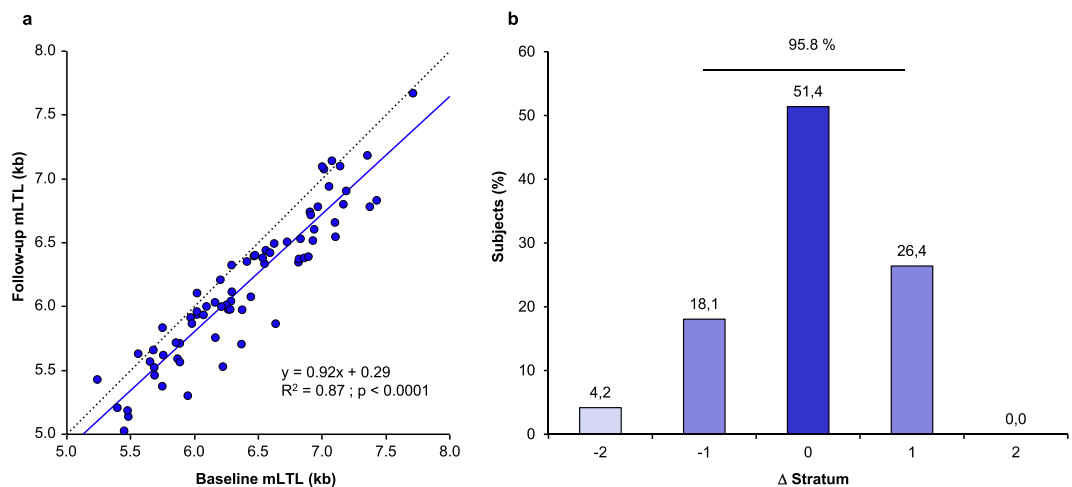 a
8.0
7.5
7.0
6.5
6.0
5.5
5.0
Follow-up mLTL (kb)
y = 0.92x + 0.29
R² = 0.87 ; p < 0.0001
5.0 5.5 6.0 6.5 7.0 7.5 8.0
Baseline mLTL (kb)
b
95.8 %
60
50
40
30
20
10
0
Subjects (%)
4,2
18,1
51,4
26,4
0,0
-2 -1 0 1 2
Δ Stratum